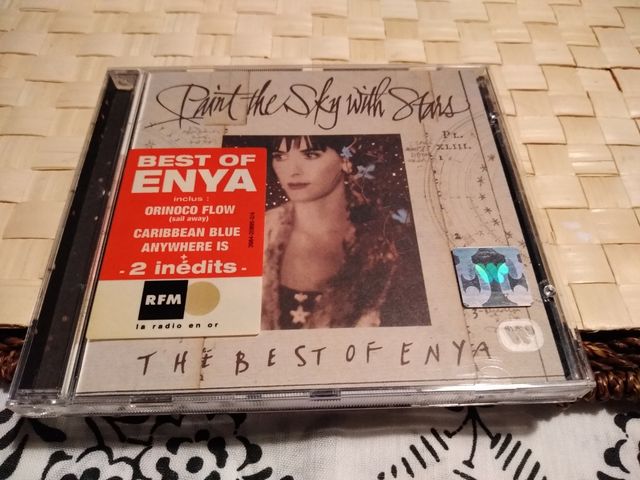 Paint the Sky with Stars
PL.
XLIII.
BEST OF
ENYA
inclus :
ORINOCO FLOW
(sail away)
CARIBBEAN BLUE
ANYWHERE IS
+
- 2 inédits -
RFM
la radio en or
THE BEST OF ENYA